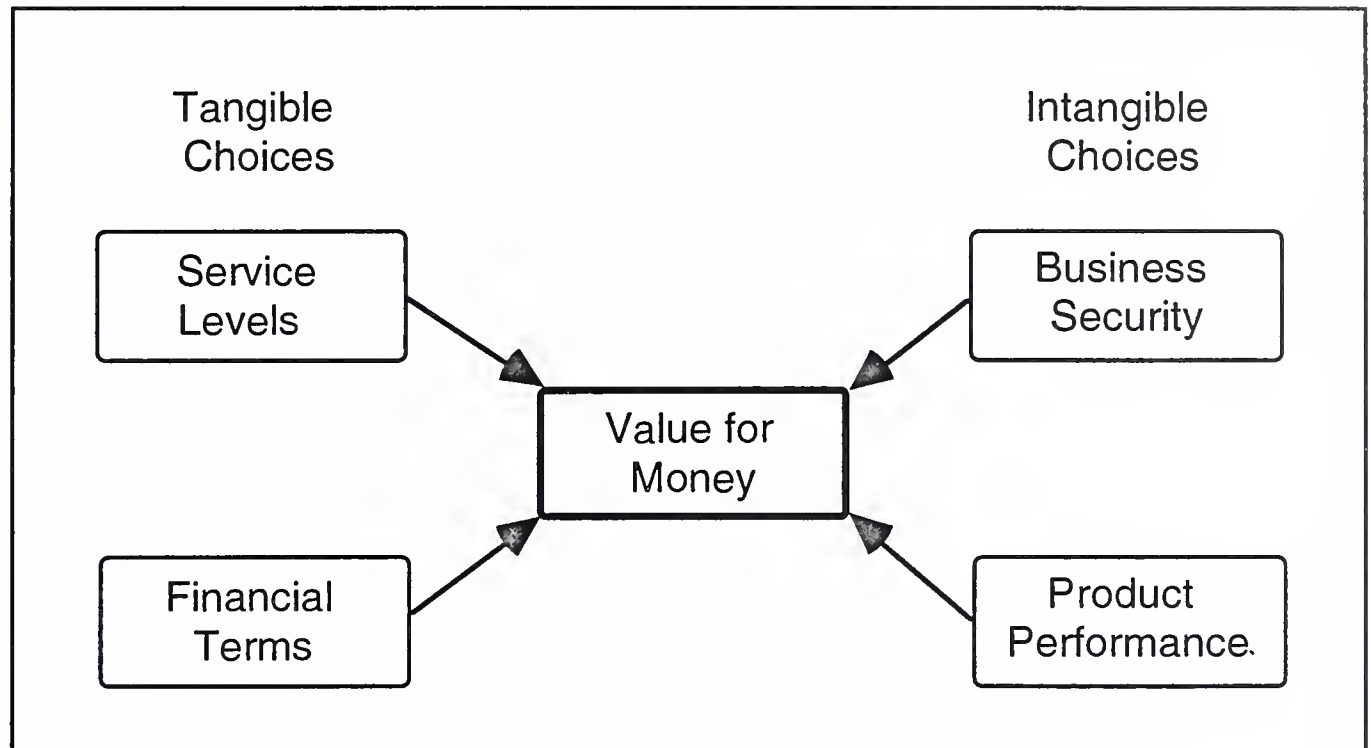 Tangible
Choices
Intangible
Choices
Service
Levels
Business
Security
Value for
Money
Financial
Terms
Product
Performance.